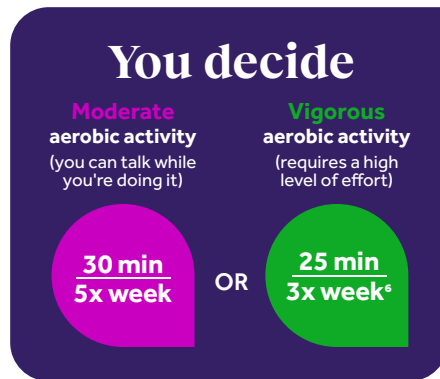 You decide
Moderate
aerobic activity
(you can talk while
you're doing it)
30 min
5x week
OR
Vigorous
aerobic activity
(requires a high
level of effort)
25 min
3x week⁶